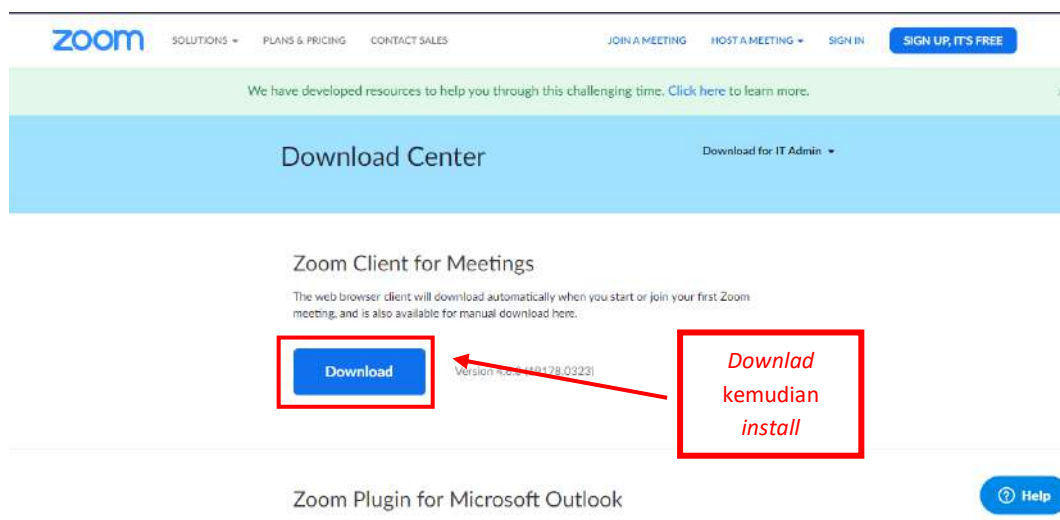 zoom SOLUTIONS PLANS & PRICING CONTACT SALES JOIN A MEETING HOST A MEETING SIGN IN SIGN UP, IT'S FREE
We have developed resources to help you through this challenging time. Click here to learn more.
Download Center Download for IT Admin
Zoom Client for Meetings
The web browser client will download automatically when you start or join your first Zoom
meeting, and is also available for manual download here.
Download
Version (19178.0323)
Downlad
kemudian
install
Zoom Plugin for Microsoft Outlook
Help